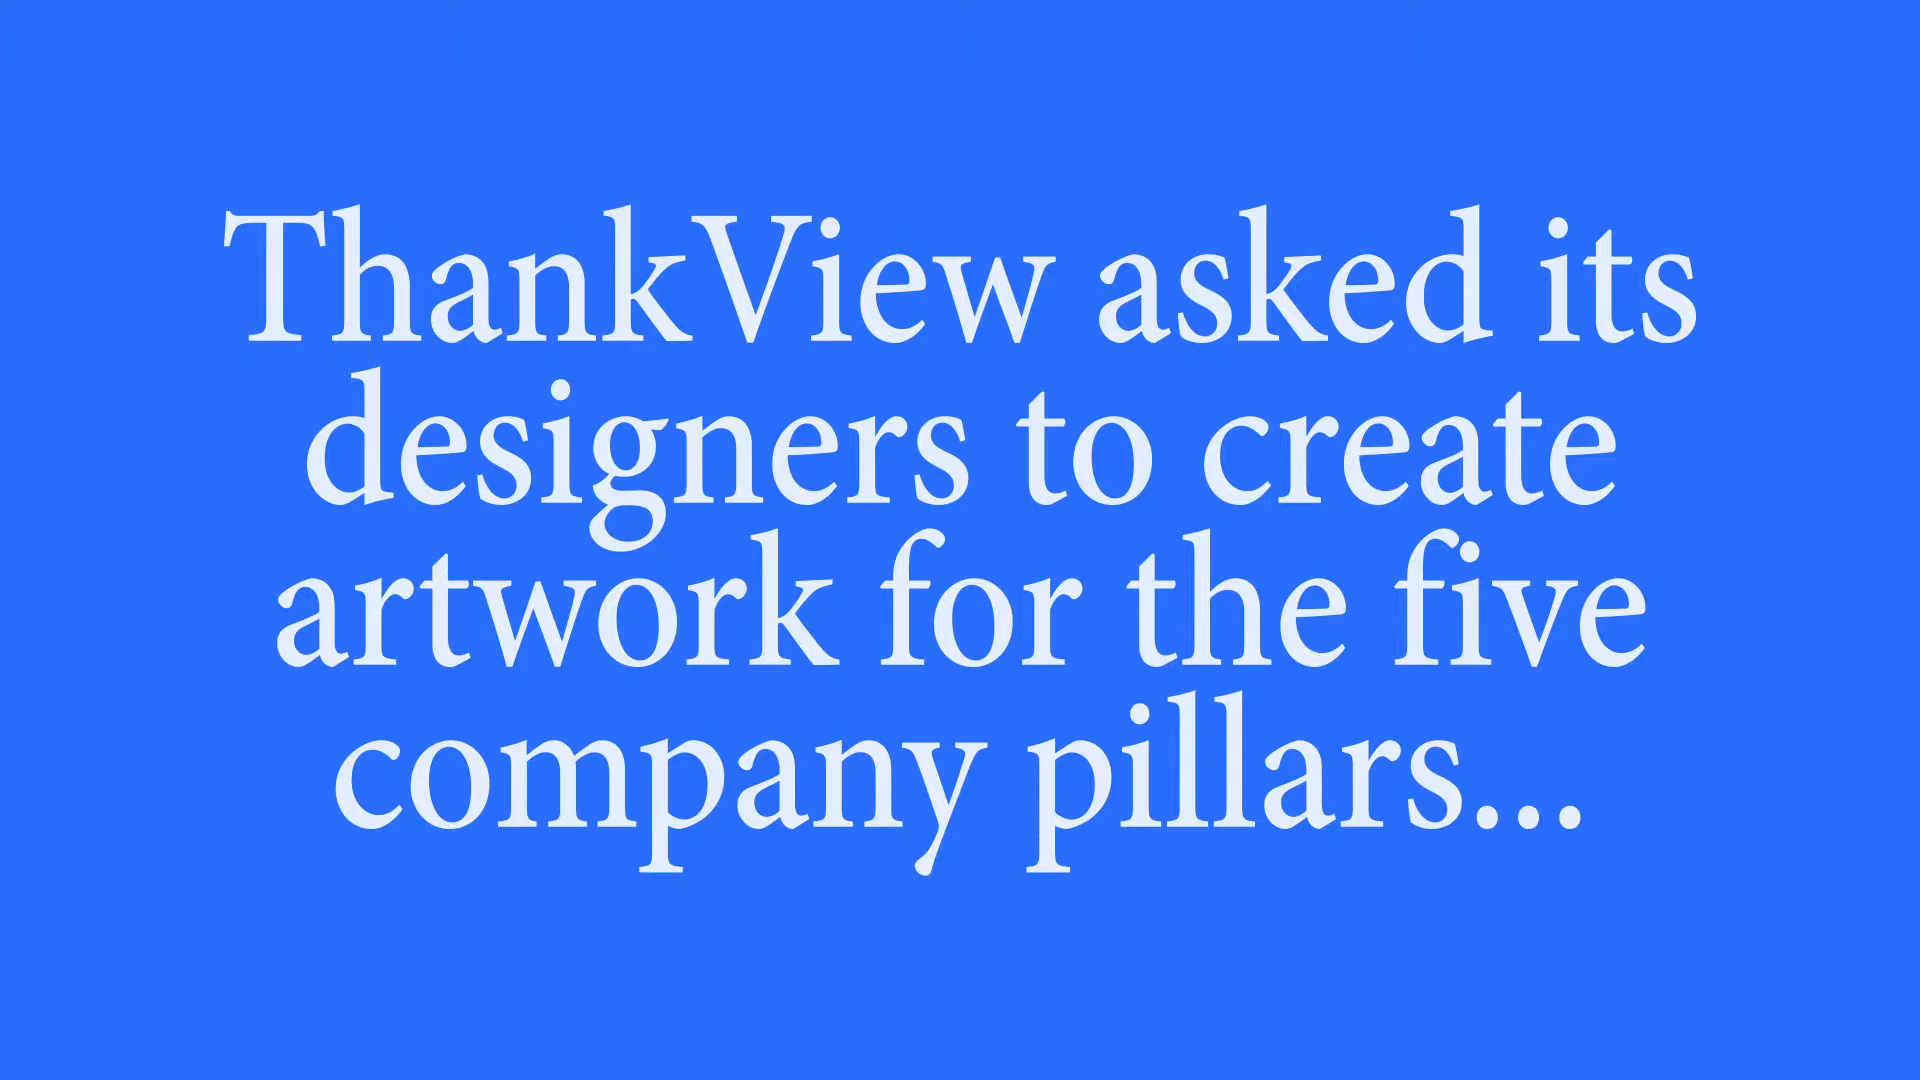 ThankView asked its
designers to create
artwork for the five
company pillars...